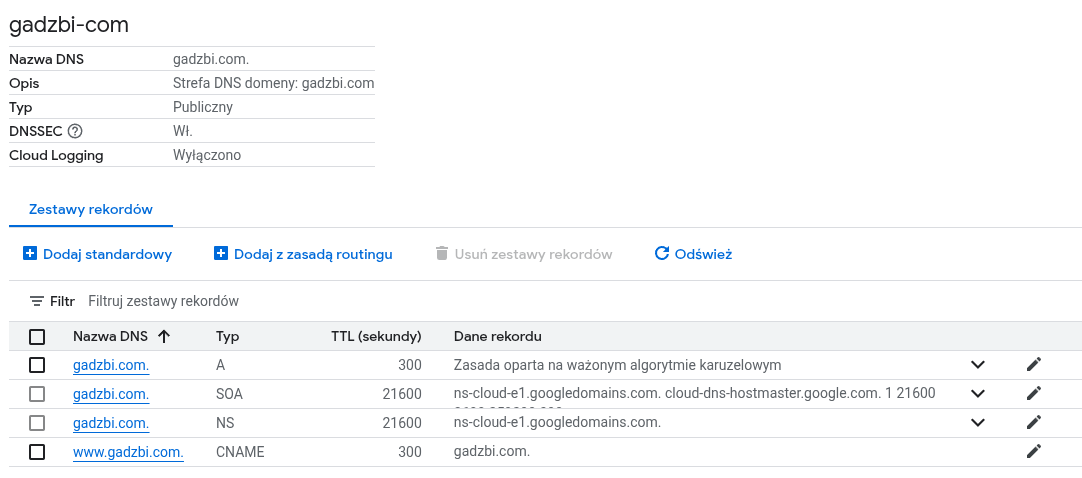 gadzbi-com
Nazwa DNS gadzbi.com.
Opis Strefa DNS domeny: gadzbi.com
Typ Publiczny
DNSSEC Wł.
Cloud Logging Wyłączono
Zestawy rekordów
Dodaj standardowy Dodaj z zasadą routingu Usuń zestawy rekordów Odśwież
Filtr Filtruj zestawy rekordów
Nazwa DNS Typ TTL (sekundy) Dane rekordu
gadzbi.com. A 300 Zasada oparta na ważonym algorytmie karuzelowym
gadzbi.com. SOA 21600 ns-cloud-e1.googledomains.com. cloud-dns-hostmaster.google.com. 1 21600
gadzbi.com. NS 21600 ns-cloud-e1.googledomains.com.
www.gadzbi.com. CNAME 300 gadzbi.com.